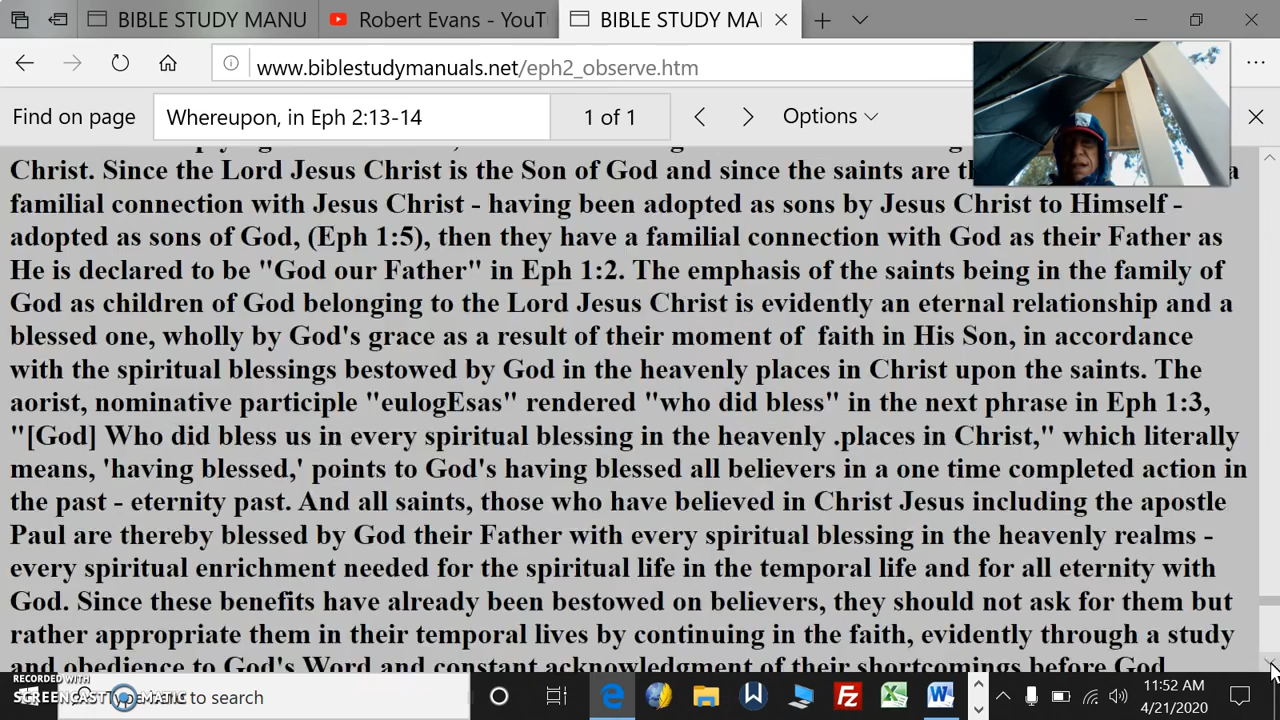 BIBLE STUDY MANU
Robert Evans - YouT
BIBLE STUDY MA
www.biblestudymanuals.net/eph2_observe.htm
Find on page
Whereupon, in Eph 2:13-14
1 of 1
Options
Christ. Since the Lord Jesus Christ is the Son of God and since the saints are th a
familial connection with Jesus Christ - having been adopted as sons by Jesus Christ to Himself -
adopted as sons of God, (Eph 1:5), then they have a familial connection with God as their Father as
He is declared to be "God our Father" in Eph 1:2. The emphasis of the saints being in the family of
God as children of God belonging to the Lord Jesus Christ is evidently an eternal relationship and a
blessed one, wholly by God's grace as a result of their moment of faith in His Son, in accordance
with the spiritual blessings bestowed by God in the heavenly places in Christ upon the saints. The
aorist, nominative participle "eulogEsas" rendered "who did bless" in the next phrase in Eph 1:3,
"[God] Who did bless us in every spiritual blessing in the heavenly .places in Christ," which literally
means, 'having blessed,' points to God's having blessed all believers in a one time completed action in
the past - eternity past. And all saints, those who have believed in Christ Jesus including the apostle
Paul are thereby blessed by God their Father with every spiritual blessing in the heavenly realms -
every spiritual enrichment needed for the spiritual life in the temporal life and for all eternity with
God. Since these benefits have already been bestowed on believers, they should not ask for them but
rather appropriate them in their temporal lives by continuing in the faith, evidently through a study
and obedience to God's Word and constant acknowledgment of their shortcomings before God
RECORDED WITH
SCREENCAST MATIC
Type here to search
11:52 AM
4/21/2020